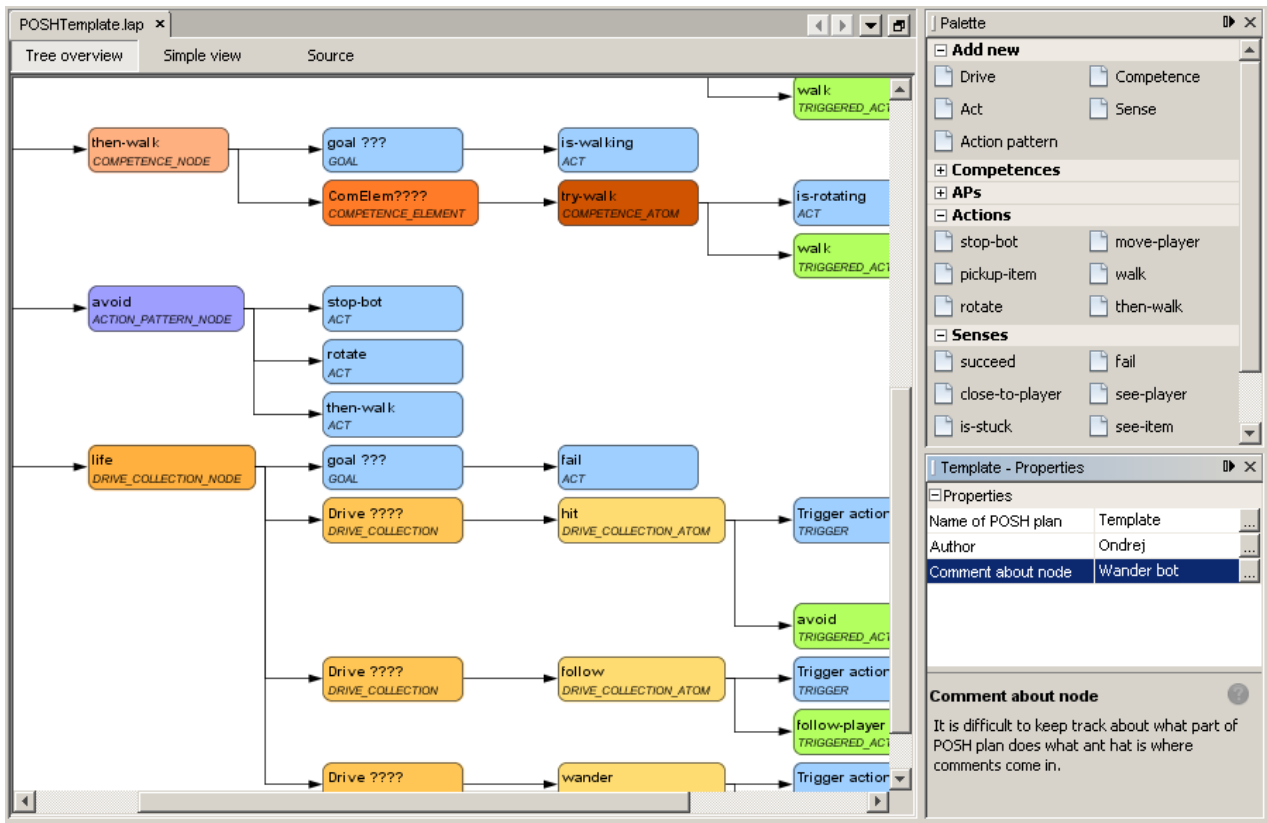 POSHTemplate.lap
Tree overview Simple view Source
walk
TRIGGERED_ACT
then-walk
COMPETENCE_NODE
goal ???
GOAL
is-walking
ACT
ComElem????
COMPETENCE_ELEMENT
try-walk
COMPETENCE_ATOM
is-rotating
ACT
walk
TRIGGERED_ACT
avoid
ACTION_PATTERN_NODE
stop-bot
ACT
rotate
ACT
then-walk
ACT
life
DRIVE_COLLECTION_NODE
goal ???
GOAL
fail
ACT
Drive ????
DRIVE_COLLECTION
hit
DRIVE_COLLECTION_ATOM
Trigger action
TRIGGER
avoid
TRIGGERED_ACT
Drive ????
DRIVE_COLLECTION
follow
DRIVE_COLLECTION_ATOM
Trigger action
TRIGGER
follow-player
TRIGGERED_ACT
Drive ????
wander
Trigger action
Palette
Add new
Drive Competence
Act Sense
Action pattern
Competences
APs
Actions
stop-bot move-player
pickup-item walk
rotate then-walk
Senses
succeed fail
close-to-player see-player
is-stuck see-item
Template - Properties
Properties
Name of POSH plan Template ...
Author Ondrej ...
Comment about node Wander bot ...
Comment about node
It is difficult to keep track about what part of
POSH plan does what ant hat is where
comments come in.